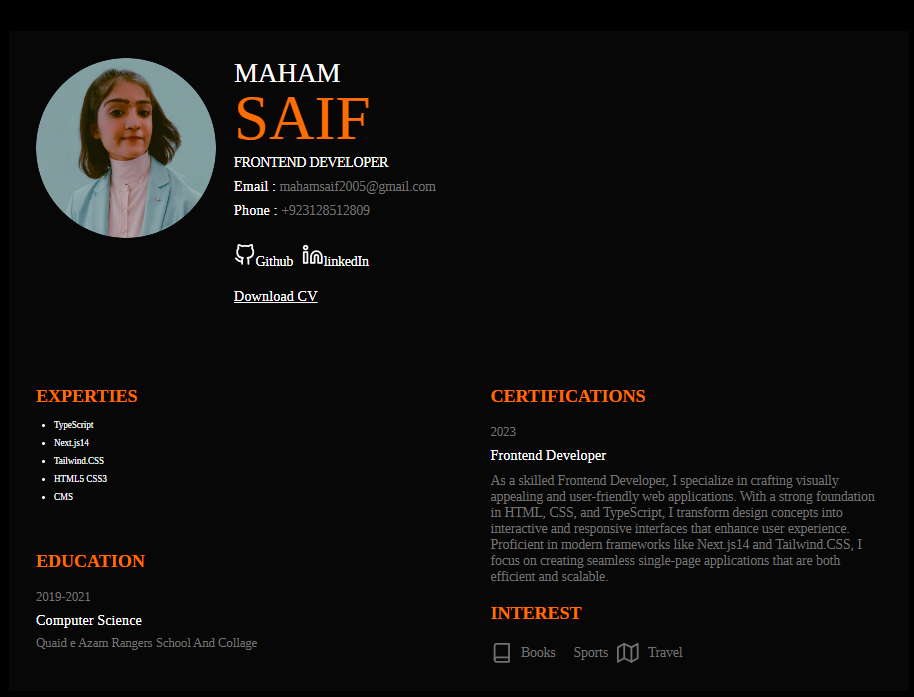 MAHAM
SAIF
FRONTEND DEVELOPER
Email : mahamsaif2005@gmail.com
Phone : +923128512809
Github linkedIn
Download CV
EXPERTIES
TypeScript
Next.js14
Tailwind.CSS
HTML5 CSS3
CMS
EDUCATION
2019-2021
Computer Science
Quaid e Azam Rangers School And Collage
CERTIFICATIONS
2023
Frontend Developer
As a skilled Frontend Developer, I specialize in crafting visually
appealing and user-friendly web applications. With a strong foundation
in HTML, CSS, and TypeScript, I transform design concepts into
interactive and responsive interfaces that enhance user experience.
Proficient in modern frameworks like Next.js14 and Tailwind.CSS, I
focus on creating seamless single-page applications that are both
efficient and scalable.
INTEREST
Books Sports Travel